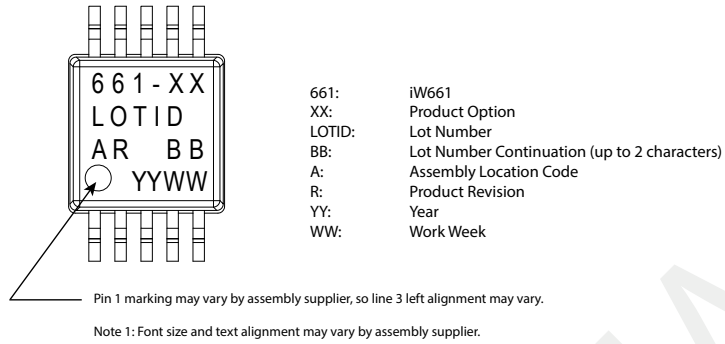 661-XX
LOTID
AR BB
YYWW
661: iW661
XX: Product Option
LOTID: Lot Number
BB: Lot Number Continuation (up to 2 characters)
A: Assembly Location Code
R: Product Revision
YY: Year
WW: Work Week
Pin 1 marking may vary by assembly supplier, so line 3 left alignment may vary.
Note 1: Font size and text alignment may vary by assembly supplier.